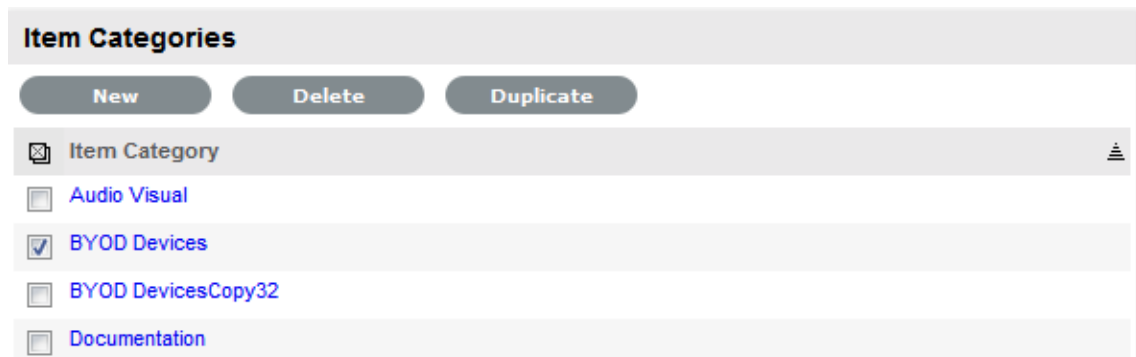 Item Categories
New Delete Duplicate
Item Category
Audio Visual
BYOD Devices
BYOD DevicesCopy32
Documentation